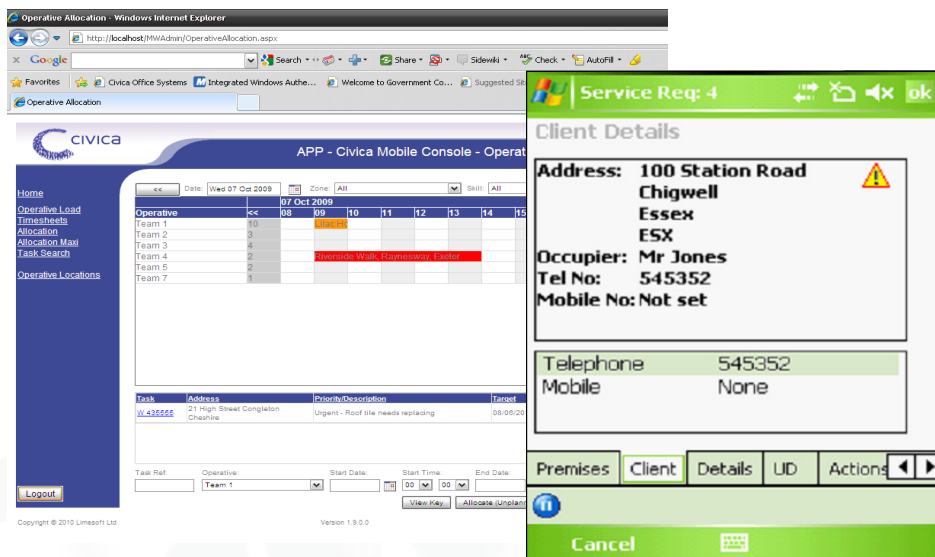 Operative Allocation - Windows Internet Explorer
http://localhost/MWAdmin/OperativeAllocation.aspx
Google Search Share Sidewiki Check AutoFill
Favorites Civica Office Systems Integrated Windows Authe... Welcome to Government Co... Suggested
Operative Allocation
civica
APP - Civica Mobile Console - Operat
Home
Operative Load
Timesheets
Allocation
Allocation Maxi
Task Search
Operative Locations
Logout
<< Date: Wed 07 Oct 2009 Zone: All Skill: All
07 Oct 2009
Operative << 08 09 10 11 12 13 14 15
Team 1 10
Team 2 3
Team 3 4
Team 4 2 Riverside Walk, Raynesway, Exeter
Team 5 2
Team 7 1
Task Address Priority/Description Target
W 435555 21 High Street Congleton Cheshire Urgent - Roof tile needs replacing
Task Ref: Operative: Start Date: Start Time: End Date:
Team 1 00 00
View Key Allocate (Unplann
Copyright © 2010 Limesoft Ltd Version 1.9.0.0
Service Req: 4 ok
Client Details
Address: 100 Station Road
Chigwell
Essex
ESX
Occupier: Mr Jones
Tel No: 545352
Mobile No: Not set
Telephone 545352
Mobile None
Premises Client Details UD Actions
Cancel